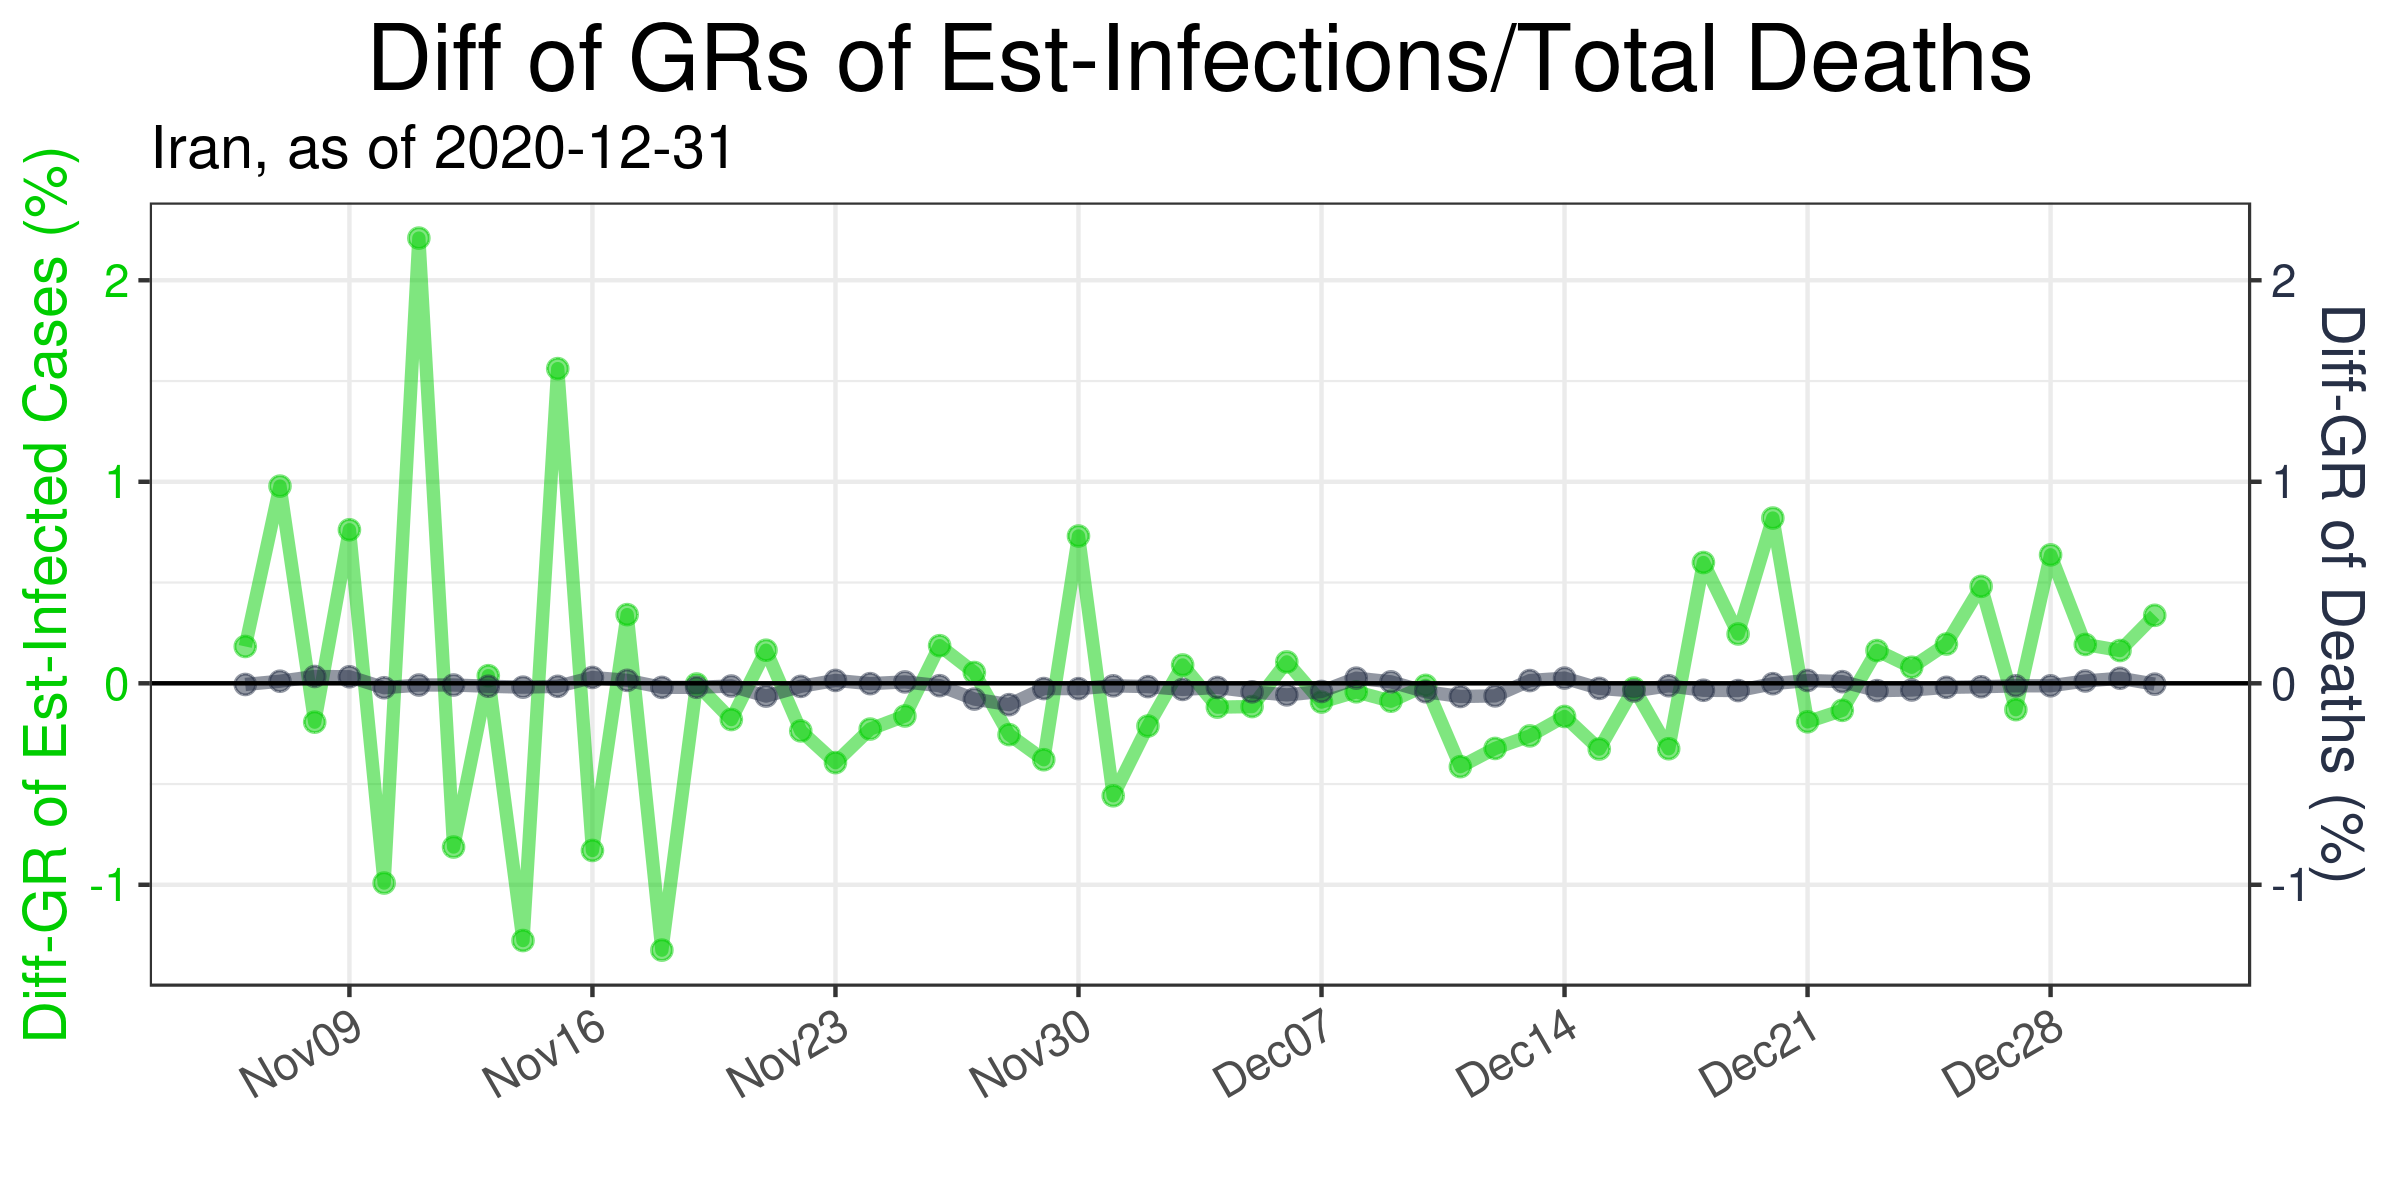 Diff of GRs of Est-Infections/Total Deaths
Iran, as of 2020-12-31
Diff-GR of Est-Infected Cases (%)
2
1
0
-1
2
1
0
-1
Diff-GR of Deaths (%)
Nov09
Nov16
Nov23
Nov30
Dec07
Dec14
Dec21
Dec28